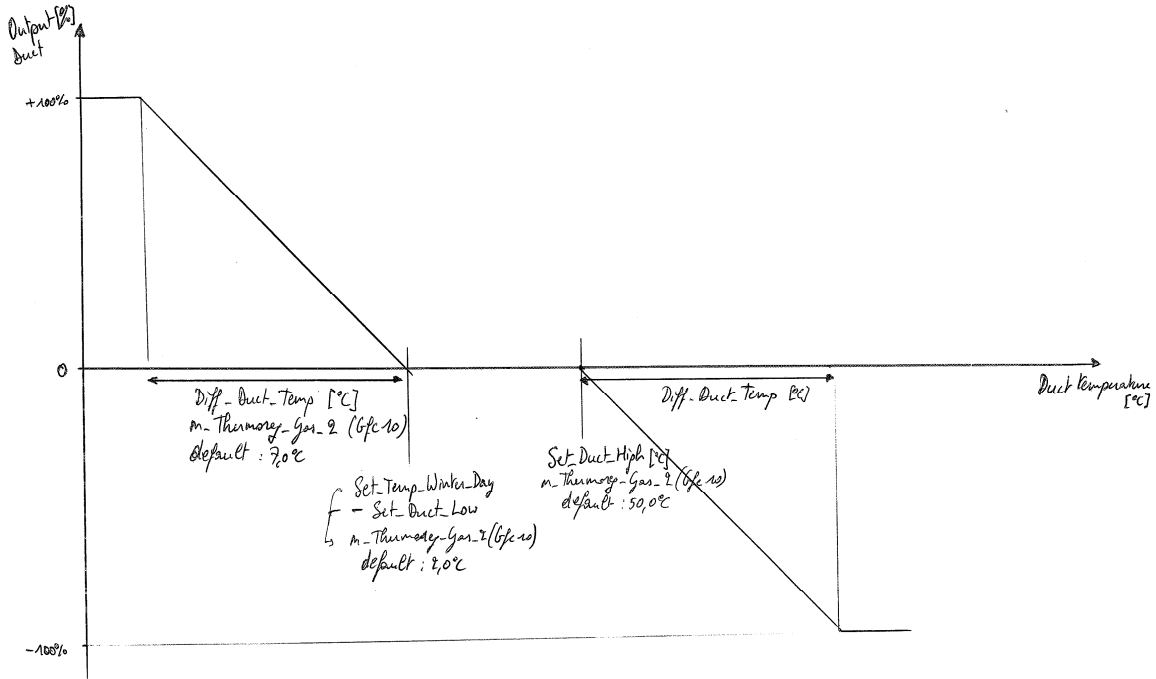 Output [%]
Duct
+100%
0
Diff_Duct_Temp [°C]
m_Thermoreg_Gas_2 (Gfc10)
default : 7,0°C
Diff_Duct_Temp [°C]
Duct temperature
[°C]
Set_Temp_Winter_Day
- Set_Duct_Low
m_Thermoreg_Gas_2 (Gfc10)
default : 2,0°C
Set_Duct_High [°C]
m_Thermoreg_Gas_2 (Gfc10)
default : 50,0°C
-100%